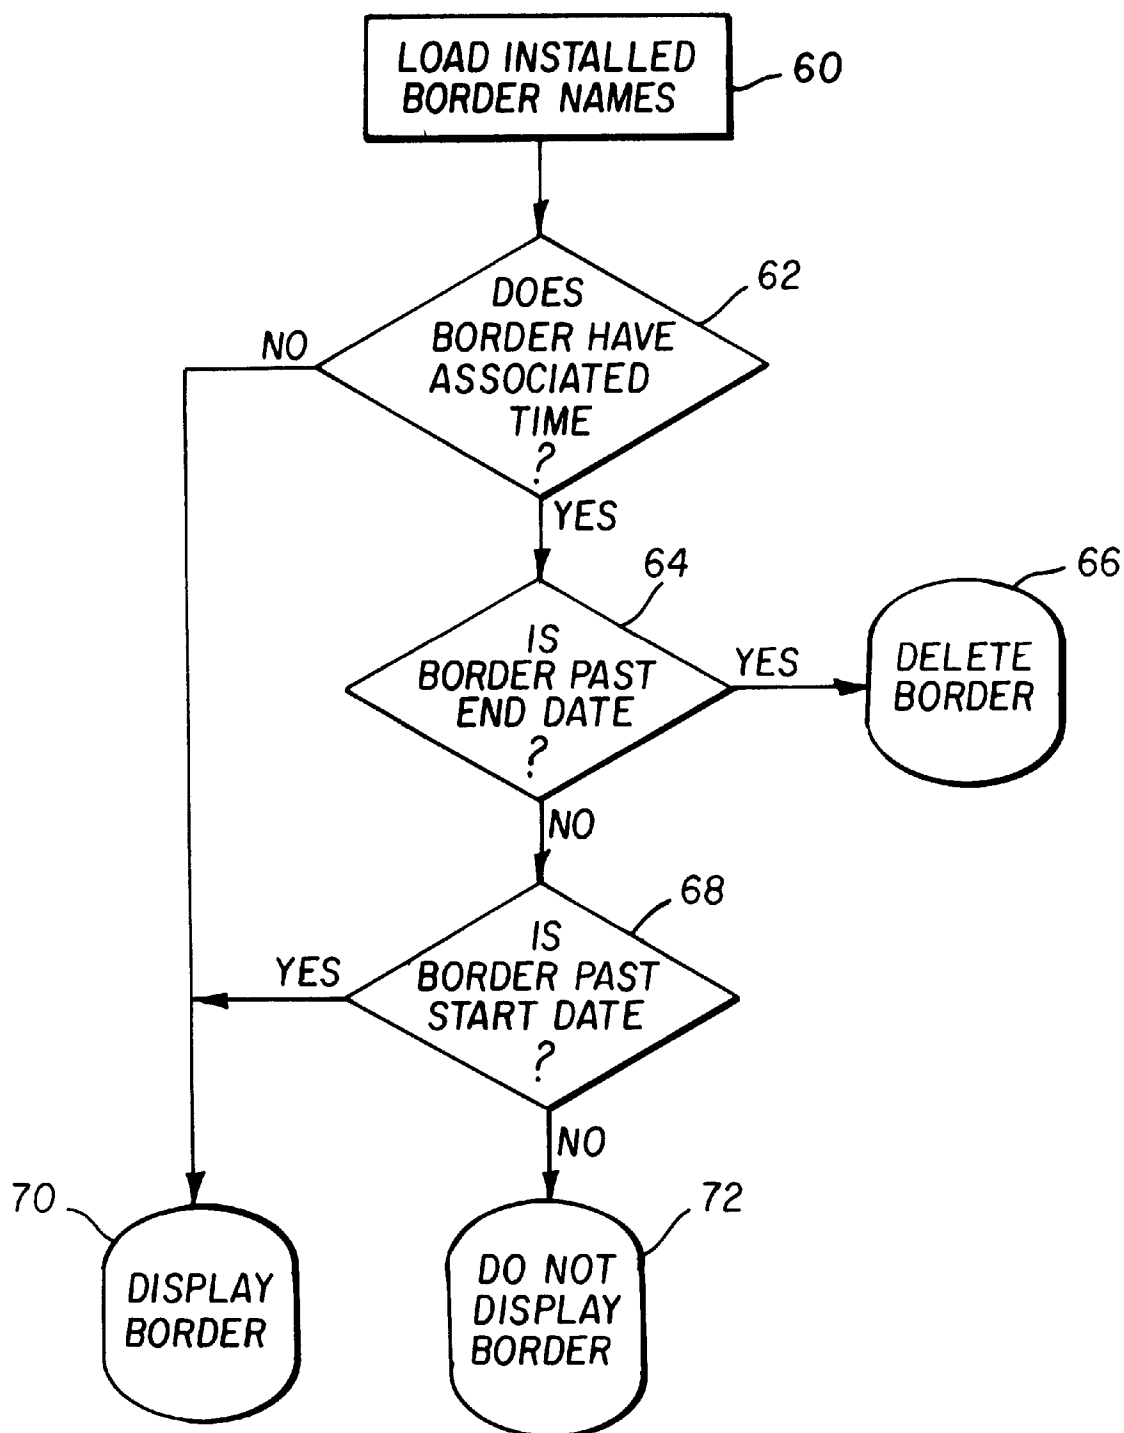 LOAD INSTALLED
BORDER NAMES
60
DOES
BORDER HAVE
ASSOCIATED
TIME
?
62
NO
YES
64
IS
BORDER PAST
END DATE
?
YES
66
DELETE
BORDER
NO
68
IS
BORDER PAST
START DATE
?
YES
NO
70
DISPLAY
BORDER
72
DO NOT
DISPLAY
BORDER